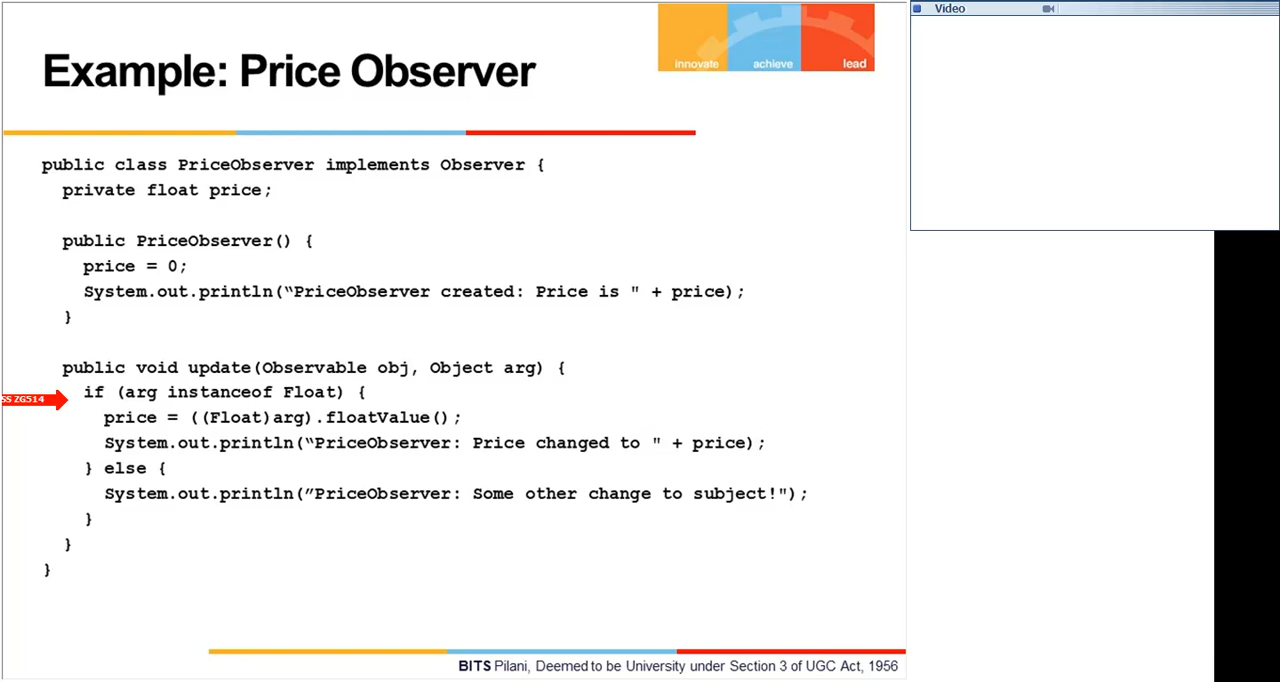 Video
innovate achieve lead
Example: Price Observer
public class PriceObserver implements Observer {
private float price;
public PriceObserver() {
price = 0;
System.out.println(“PriceObserver created: Price is " + price);
}
public void update(Observable obj, Object arg) {
if (arg instanceof Float) {
SS ZG514
price = ((Float)arg).floatValue();
System.out.println(“PriceObserver: Price changed to " + price);
} else {
System.out.println(”PriceObserver: Some other change to subject!");
}
}
}
BITS Pilani, Deemed to be University under Section 3 of UGC Act, 1956